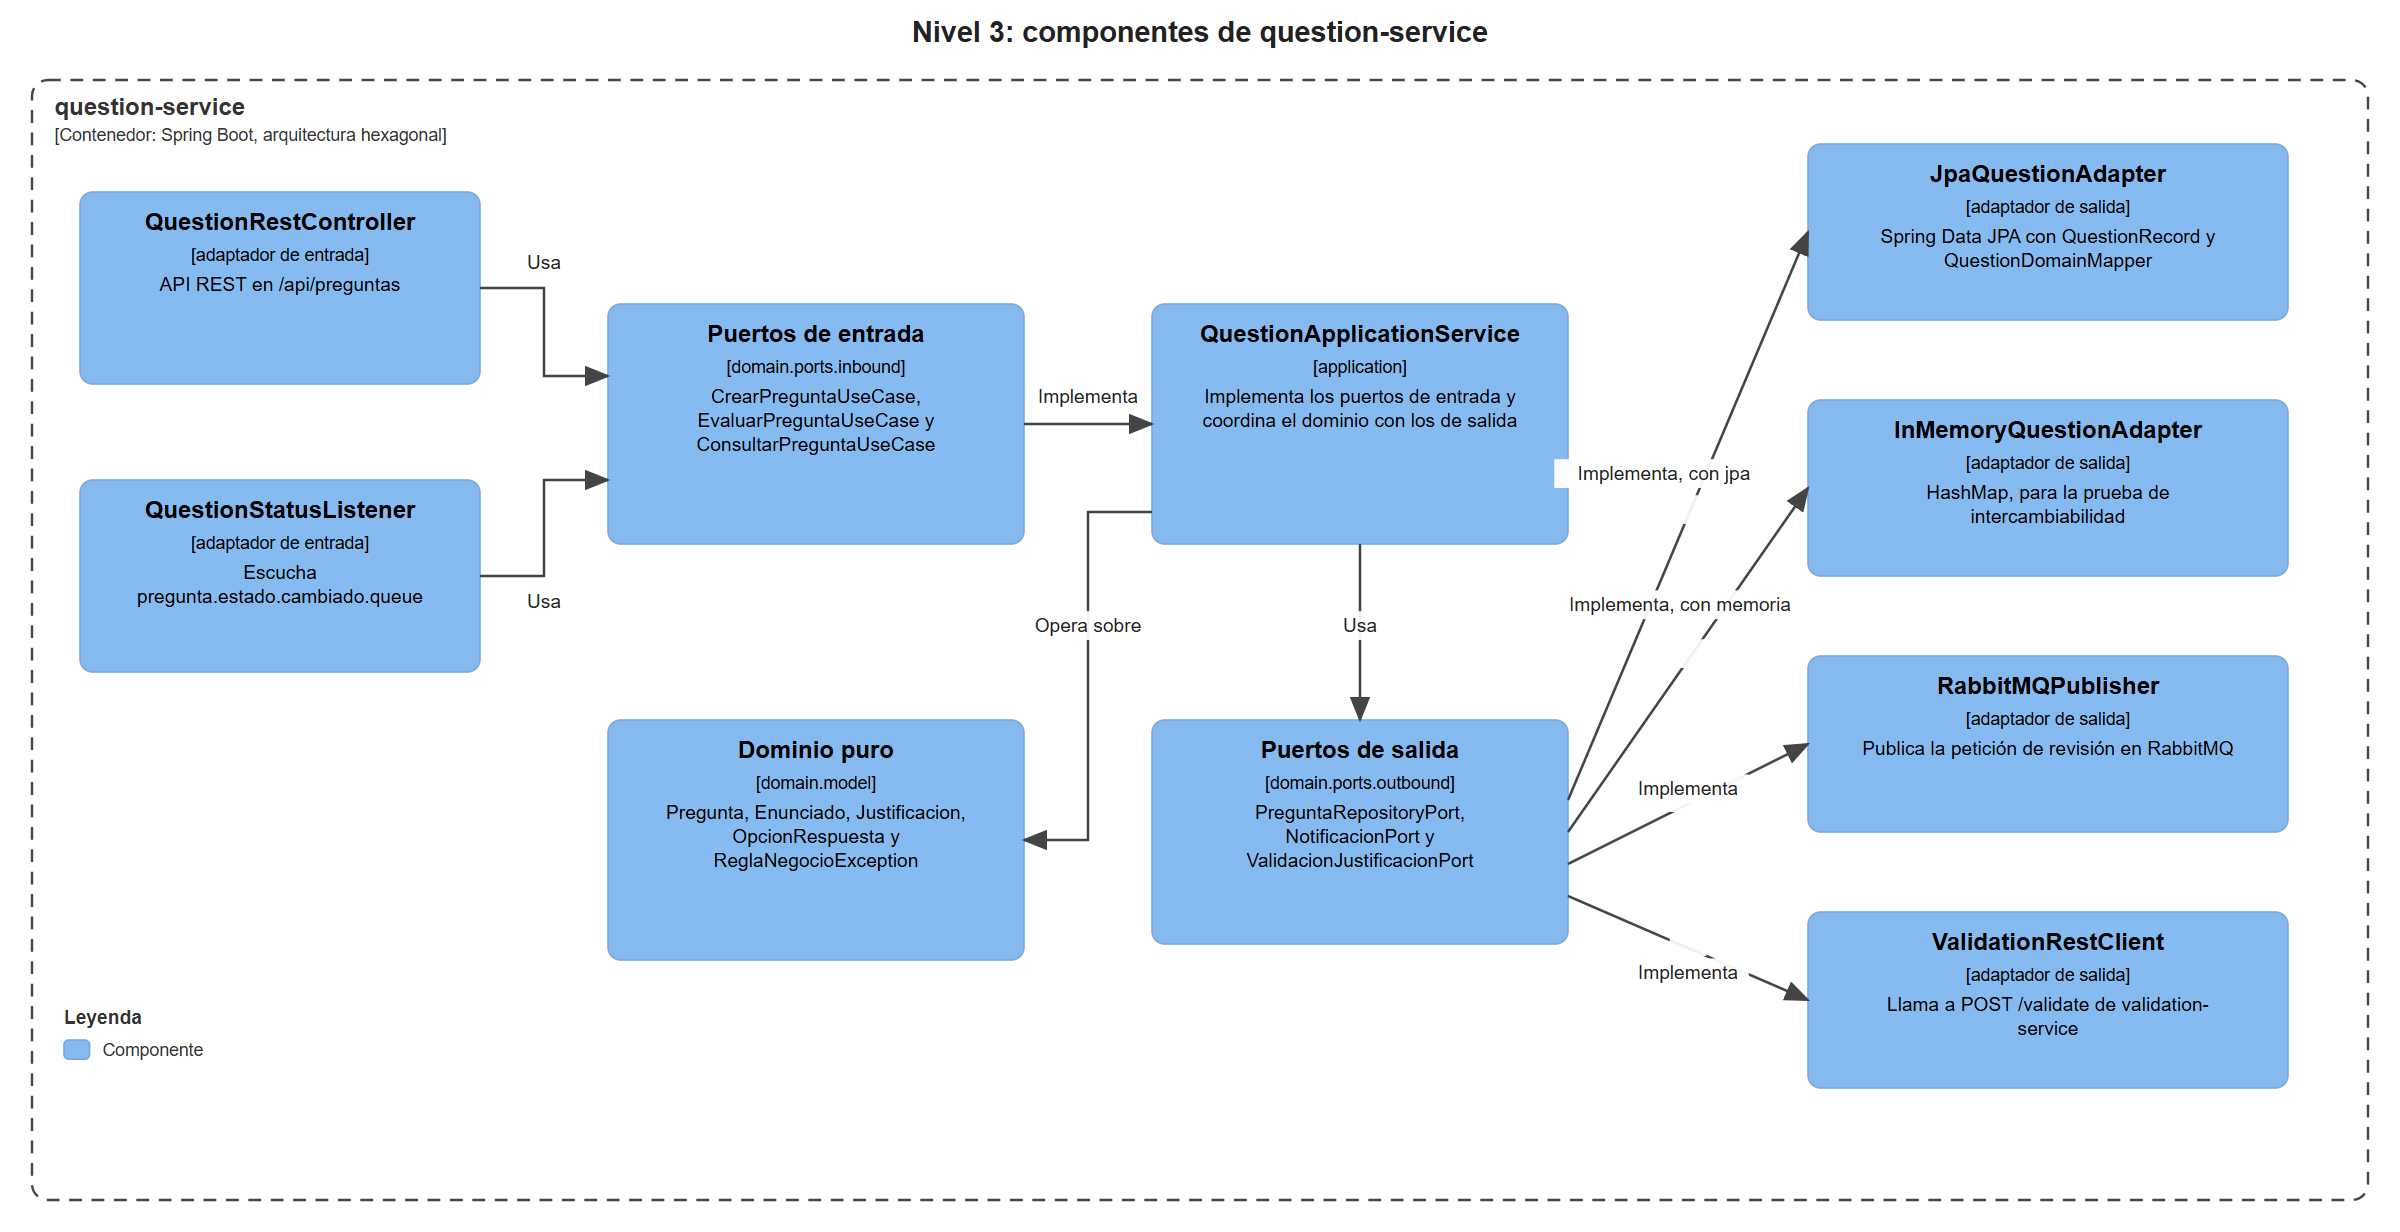 Nivel 3: componentes de question-service
question-service
[Contenedor: Spring Boot, arquitectura hexagonal]
QuestionRestController
[adaptador de entrada]
API REST en /api/preguntas
Usa
QuestionStatusListener
[adaptador de entrada]
Escucha
pregunta.estado.cambiado.queue
Usa
Puertos de entrada
[domain.ports.inbound]
CrearPreguntaUseCase,
EvaluarPreguntaUseCase y
ConsultarPreguntaUseCase
Implementa
QuestionApplicationService
[application]
Implementa los puertos de entrada y
coordina el dominio con los de salida
Opera sobre
Usa
Dominio puro
[domain.model]
Pregunta, Enunciado, Justificacion,
OpcionRespuesta y
ReglaNegocioException
Puertos de salida
[domain.ports.outbound]
PreguntaRepositoryPort,
NotificacionPort y
ValidacionJustificacionPort
Implementa, con jpa
Implementa, con memoria
Implementa
Implementa
JpaQuestionAdapter
[adaptador de salida]
Spring Data JPA con QuestionRecord y
QuestionDomainMapper
InMemoryQuestionAdapter
[adaptador de salida]
HashMap, para la prueba de
intercambiabilidad
RabbitMQPublisher
[adaptador de salida]
Publica la petición de revisión en RabbitMQ
ValidationRestClient
[adaptador de salida]
Llama a POST /validate de validation-
service
Leyenda
Componente